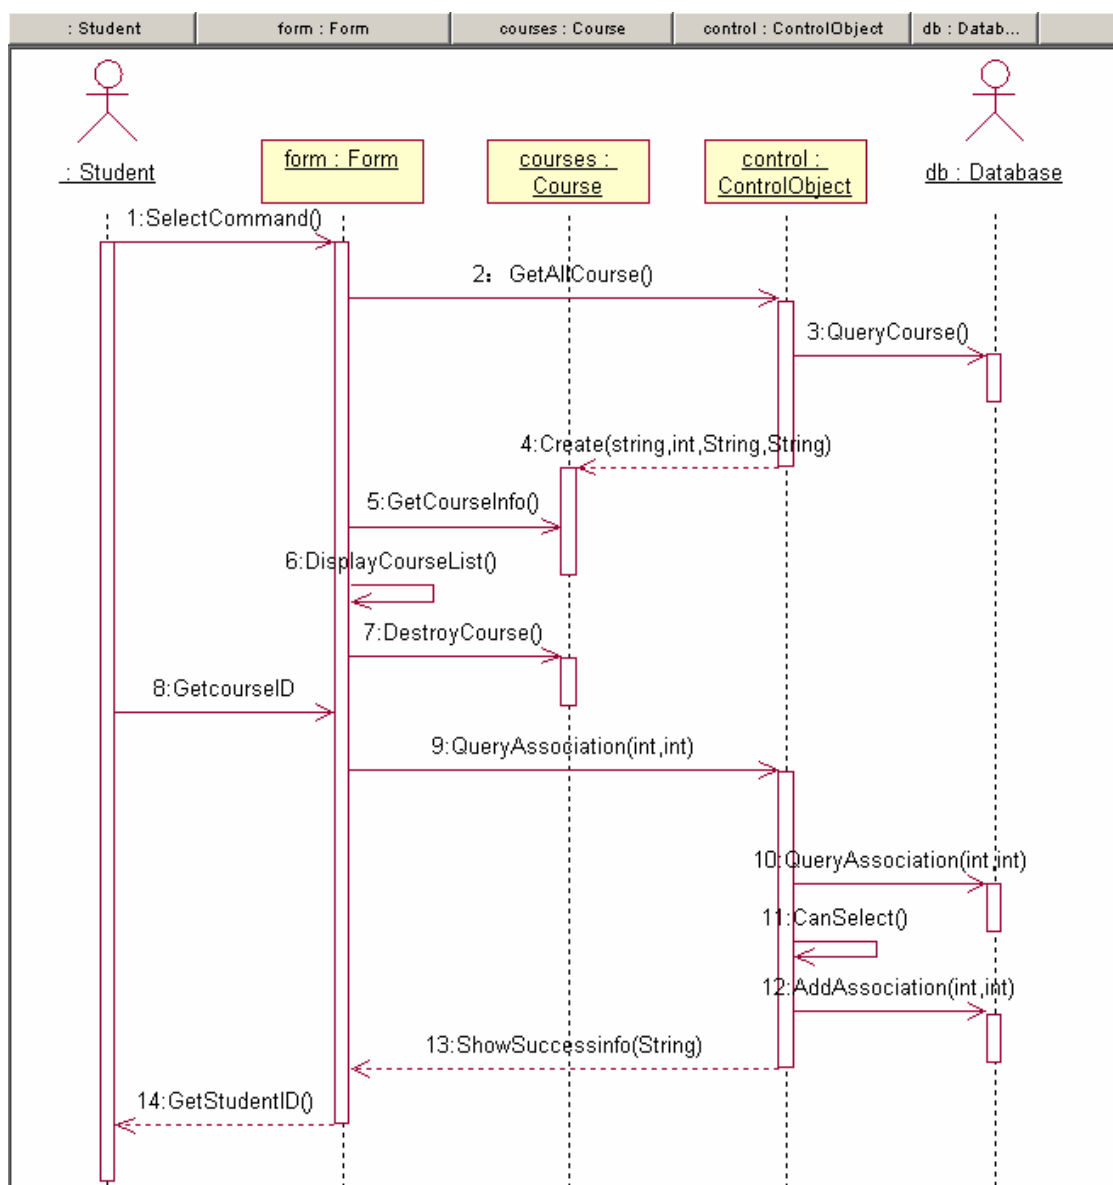 : Student
form : Form
courses : Course
control : ControlObject
db : Datab...
: Student
form : Form
courses :
Course
control :
ControlObject
db : Database
1:SelectCommand()
2： GetAllCourse()
3:QueryCourse()
4:Create(string,int,String,String)
5:GetCourseInfo()
6:DisplayCourseList()
7:DestroyCourse()
8:GetcourseID
9:QueryAssociation(int,int)
10:QueryAssociation(int,int)
11:CanSelect()
12:AddAssociation(int,int)
13:ShowSuccessinfo(String)
14:GetStudentID()